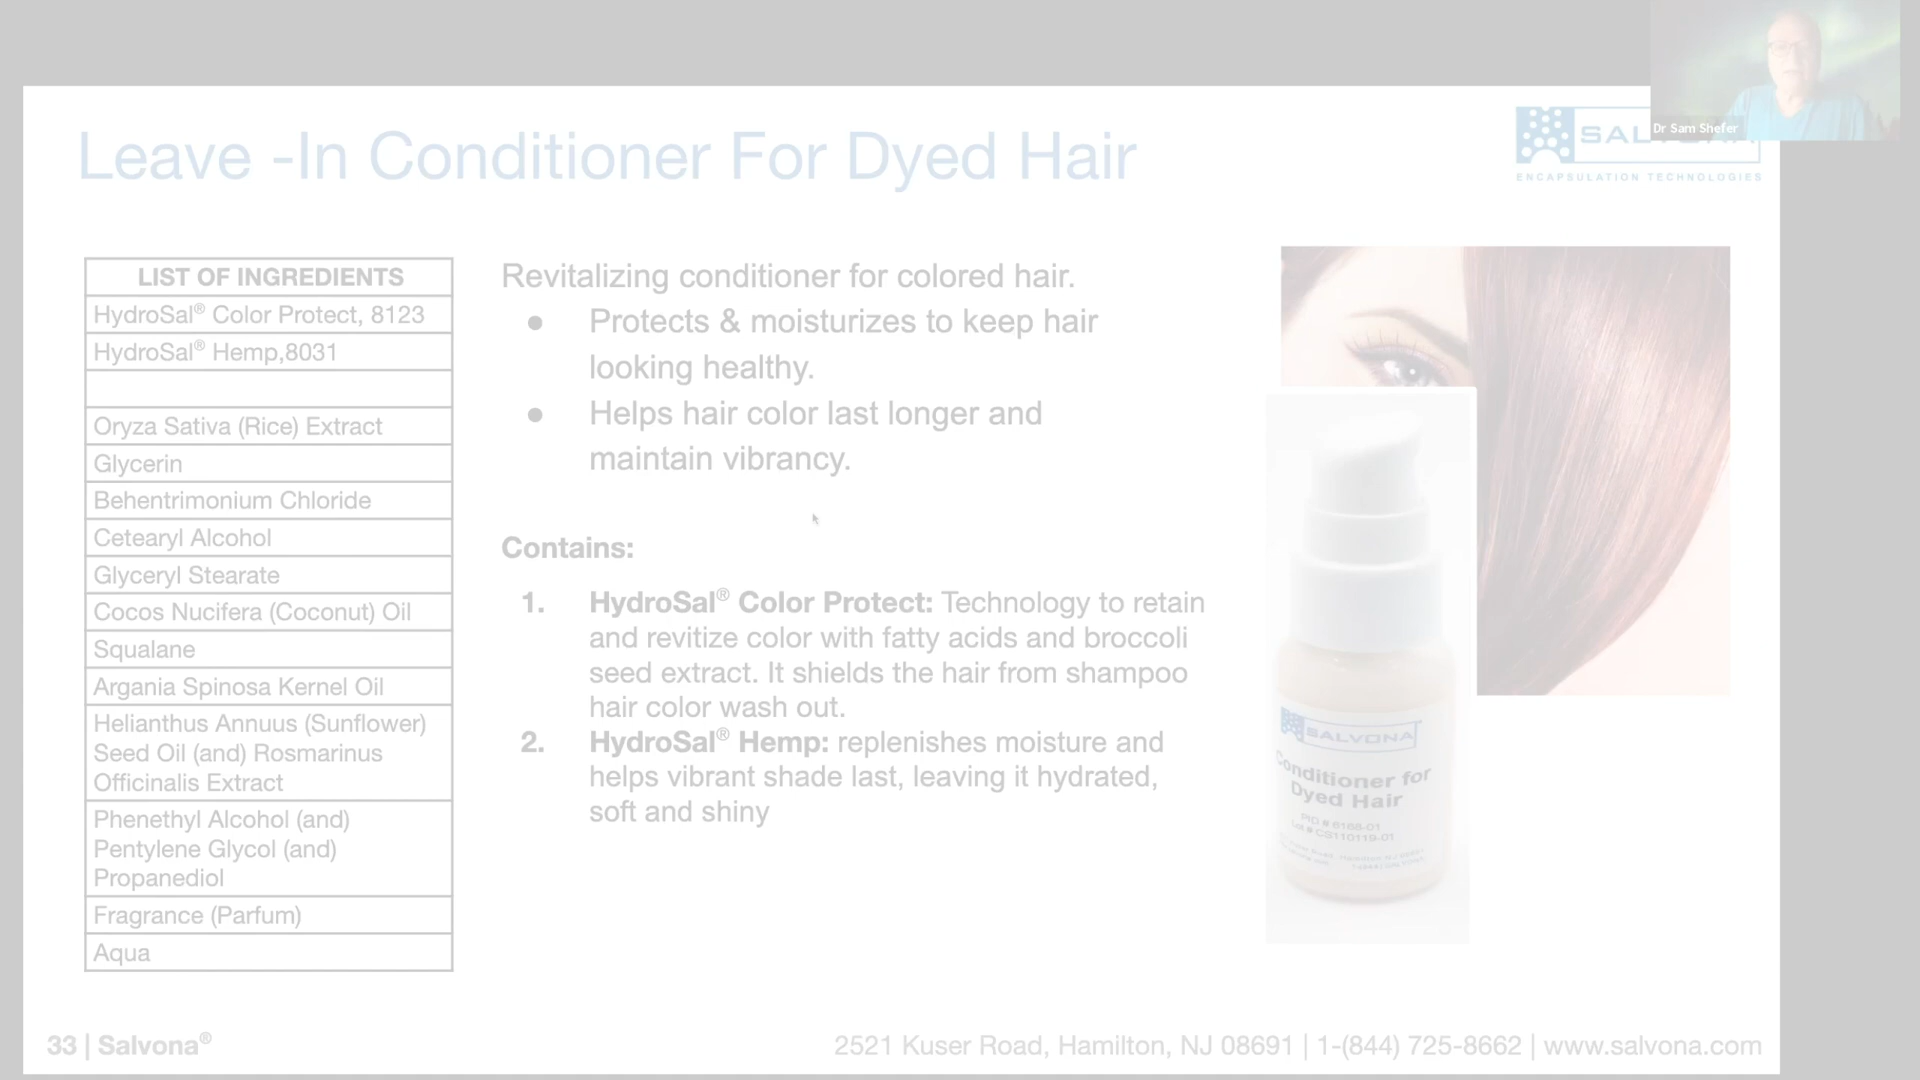 Dr Sam Shefer
Leave -In Conditioner For Dyed Hair
ENCAPSULATION TECHNOLOGIES
LIST OF INGREDIENTS
HydroSal® Color Protect, 8123
HydroSal® Hemp,8031
Oryza Sativa (Rice) Extract
Glycerin
Behentrimonium Chloride
Cetearyl Alcohol
Glyceryl Stearate
Cocos Nucifera (Coconut) Oil
Squalane
Argania Spinosa Kernel Oil
Helianthus Annuus (Sunflower)
Seed Oil (and) Rosmarinus
Officinalis Extract
Phenethyl Alcohol (and)
Pentylene Glycol (and)
Propanediol
Fragrance (Parfum)
Aqua
Revitalizing conditioner for colored hair.
● Protects & moisturizes to keep hair
looking healthy.
● Helps hair color last longer and
maintain vibrancy.
Contains:
1. HydroSal® Color Protect: Technology to retain
and revitize color with fatty acids and broccoli
seed extract. It shields the hair from shampoo
hair color wash out.
2. HydroSal® Hemp: replenishes moisture and
helps vibrant shade last, leaving it hydrated,
soft and shiny
SALVONA
Conditioner for
Dyed Hair
PID # 6168-01
Lot # CS110119-01
33 | Salvona®
2521 Kuser Road, Hamilton, NJ 08691 | 1-(844) 725-8662 | www.salvona.com